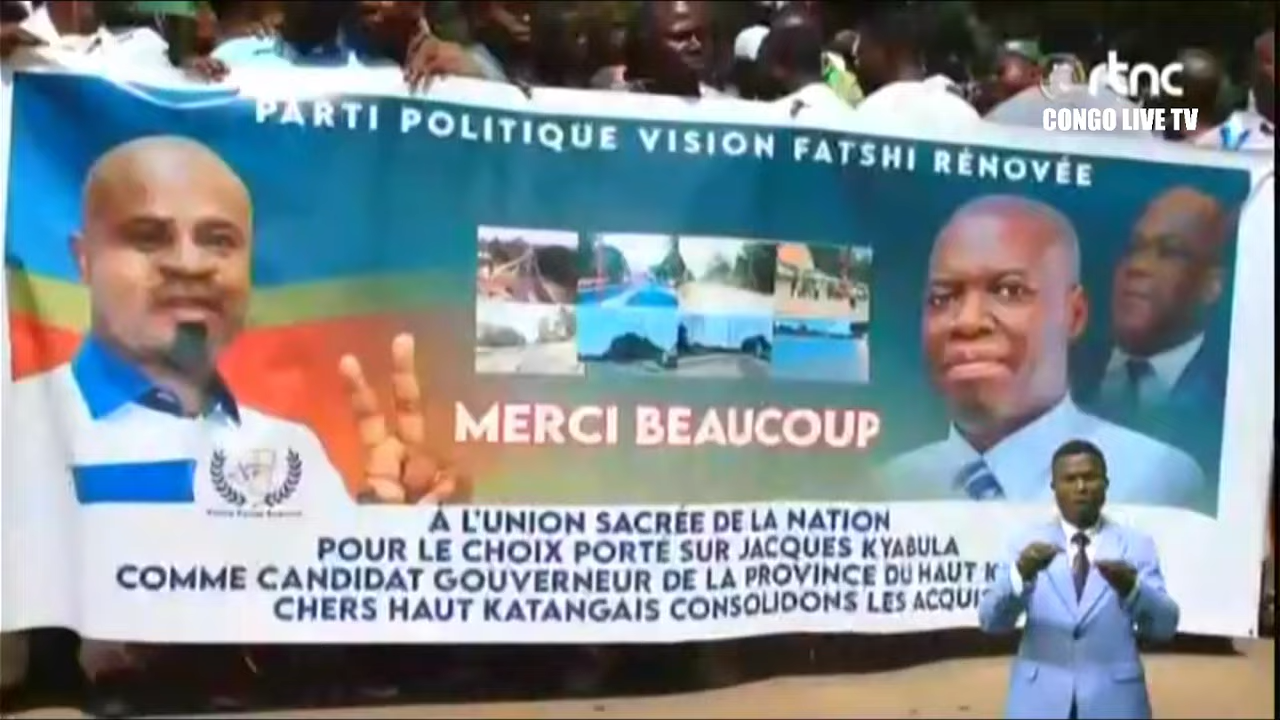 rtnc
CONGO LIVE TV
PARTI POLITIQUE VISION FATSHI RÉNOVÉE
MERCI BEAUCOUP
À L'UNION SACRÉE DE LA NATION
POUR LE CHOIX PORTÉ SUR JACQUES KYABULA
COMME CANDIDAT GOUVERNEUR DE LA PROVINCE DU HAUT K
CHERS HAUT KATANGAIS CONSOLIDONS LES ACQUIS